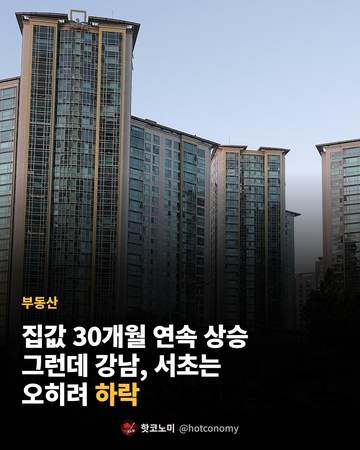 부동산
집값 30개월 연속 상승
그런데 강남, 서초는
오히려 하락
핫코노미 @hotconomy